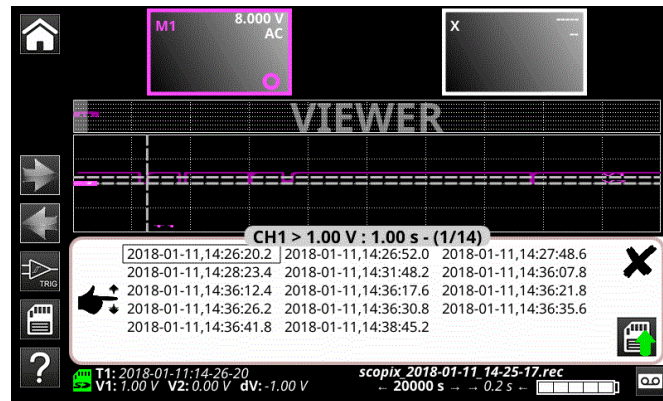 M1 8.000 V
AC
X -----
--
VIEWER
CH1 > 1.00 V : 1.00 s - (1/14)
2018-01-11,14:26:20.2 2018-01-11,14:26:52.0 2018-01-11,14:27:48.6
2018-01-11,14:28:23.4 2018-01-11,14:31:48.2 2018-01-11,14:36:07.8
2018-01-11,14:36:12.4 2018-01-11,14:36:17.6 2018-01-11,14:36:21.8
2018-01-11,14:36:26.2 2018-01-11,14:36:30.8 2018-01-11,14:36:35.6
2018-01-11,14:36:41.8 2018-01-11,14:38:45.2
TRIG
?
T1: 2018-01-11:14-26-20 scopix_2018-01-11_14-25-17.rec
V1: 1.00 V V2: 0.00 V dV: -1.00 V ← 20000 s → → 0.2 s ←